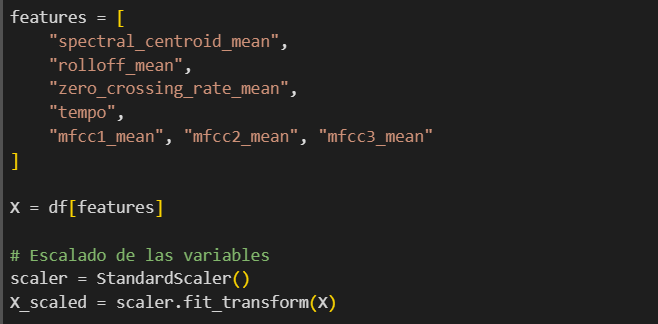 features = [
    "spectral_centroid_mean",
    "rolloff_mean",
    "zero_crossing_rate_mean",
    "tempo",
    "mfcc1_mean", "mfcc2_mean", "mfcc3_mean"
]
X = df[features]
# Escalado de las variables
scaler = StandardScaler()
X_scaled = scaler.fit_transform(X)